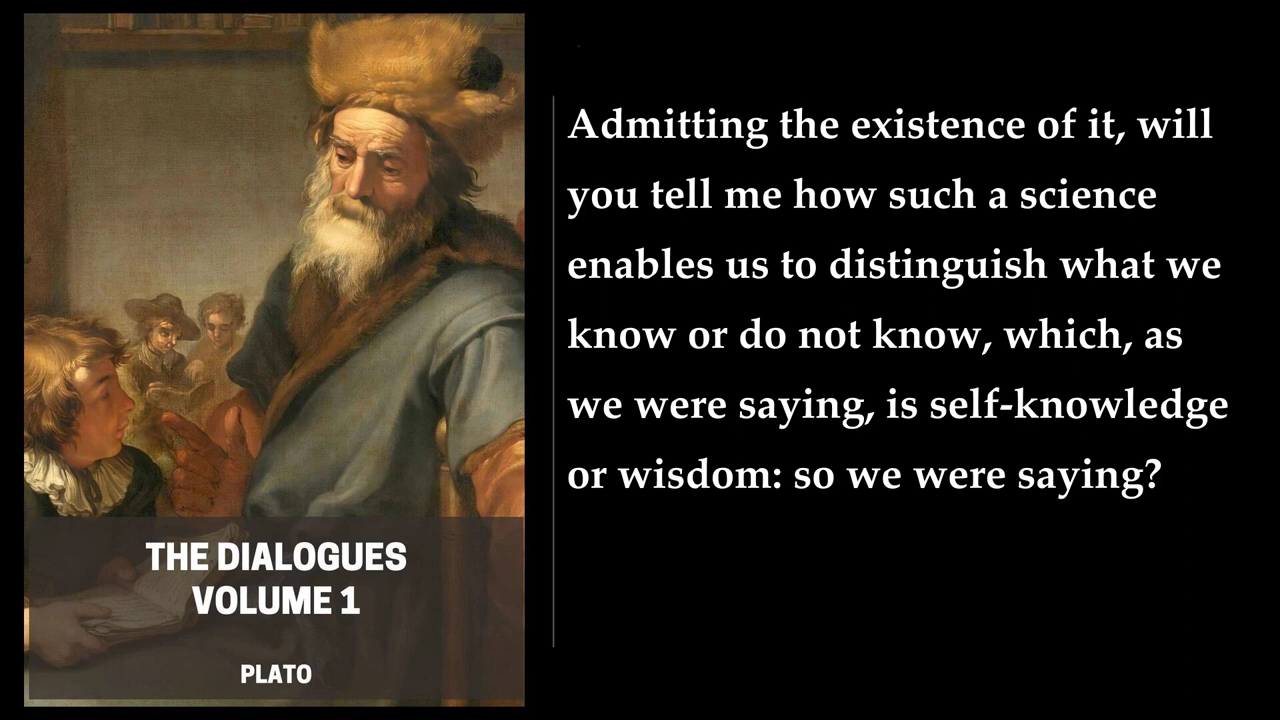 THE DIALOGUES
VOLUME 1
PLATO
Admitting the existence of it, will
you tell me how such a science
enables us to distinguish what we
know or do not know, which, as
we were saying, is self-knowledge
or wisdom: so we were saying?